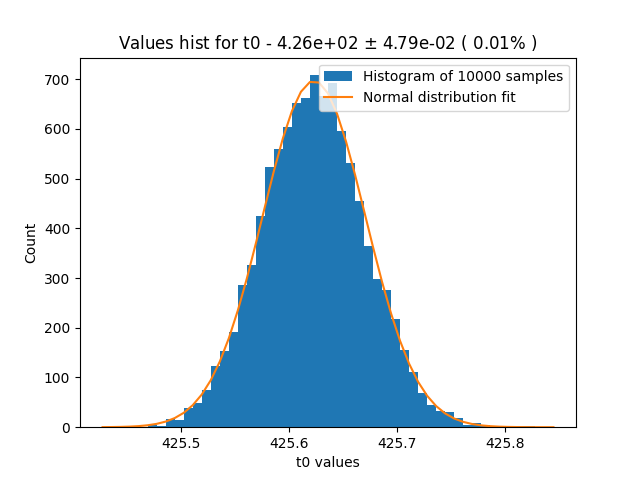 Values hist for t0 - 4.26e+02 ± 4.79e-02 ( 0.01% )
Histogram of 10000 samples
Normal distribution fit
700
600
500
400
300
200
100
0
Count
425.5 425.6 425.7 425.8
t0 values